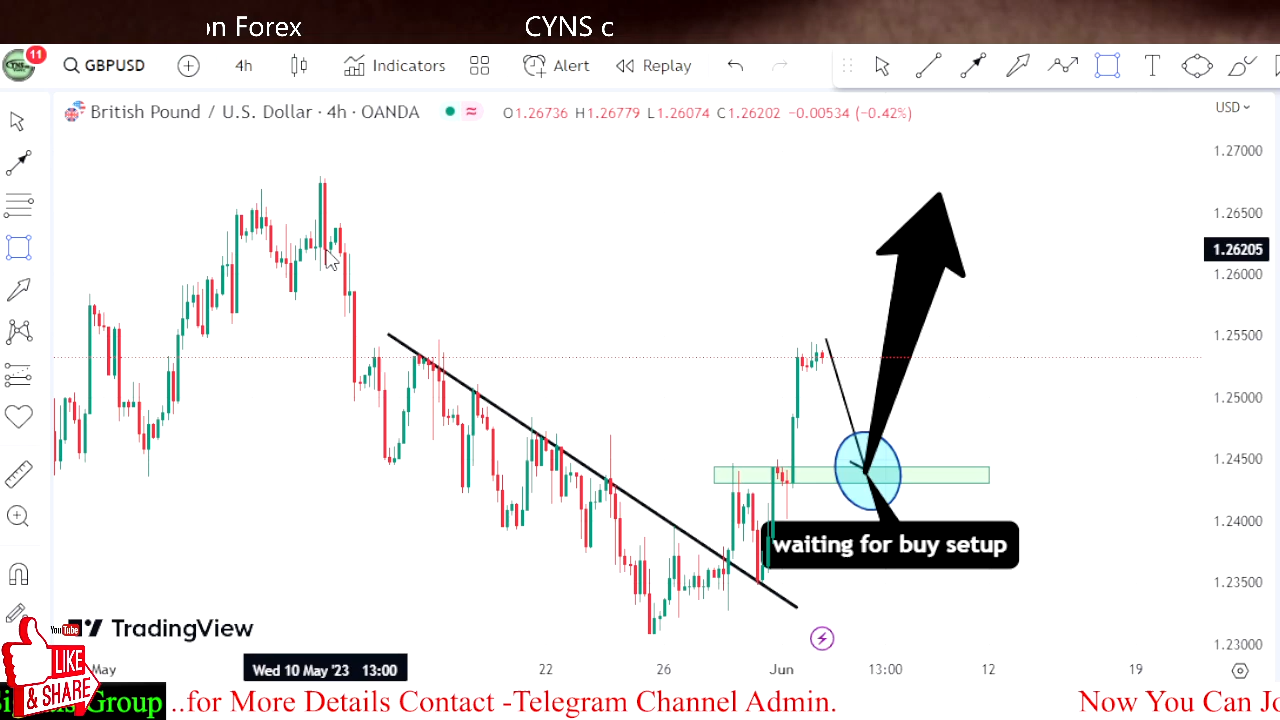 on Forex
CYNS c
11
GBPUSD
4h
Indicators
Alert
Replay
British Pound / U.S. Dollar · 4h · OANDA
O1.26736 H1.26779 L1.26074 C1.26202 −0.00534 (−0.42%)
USD
1.27000
1.26500
1.26205
1.26000
1.25500
1.25000
1.24500
1.24000
1.23500
1.23000
waiting for buy setup
TradingView
May
Wed 10 May '23 13:00
22
26
Jun
13:00
12
19
YouTube
LIKE
& SHARE
Group
..for More Details Contact -Telegram Channel Admin.
Now You Can Jo